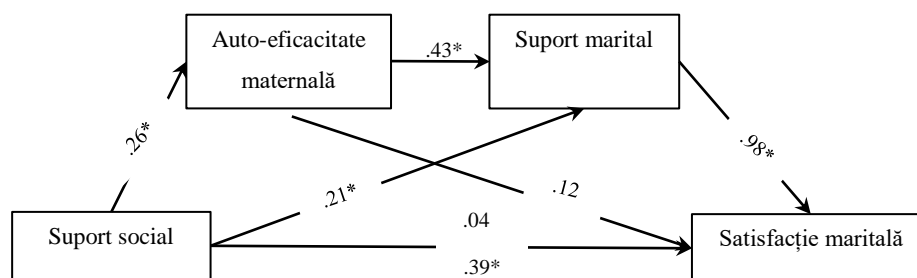 Auto-eficacitate
maternală
Suport marital
.43*
.26*
.98*
.21*
.12
Suport social
.04
.39*
Satisfacție maritală